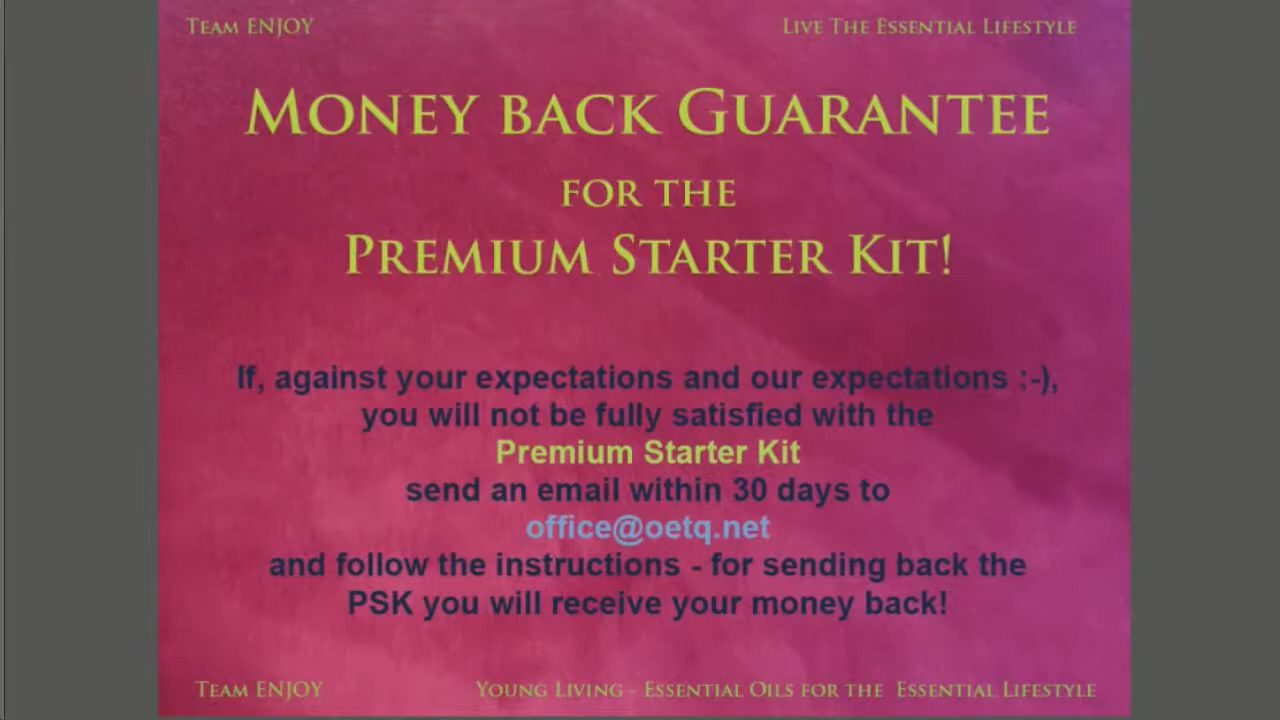 Team ENJOY
Live The Essential Lifestyle
Money back Guarantee
for the
Premium Starter Kit!
If, against your expectations and our expectations :-),
you will not be fully satisfied with the
Premium Starter Kit
send an email within 30 days to
office@oetq.net
and follow the instructions - for sending back the
PSK you will receive your money back!
Team ENJOY
Young Living - Essential Oils for the Essential Lifestyle